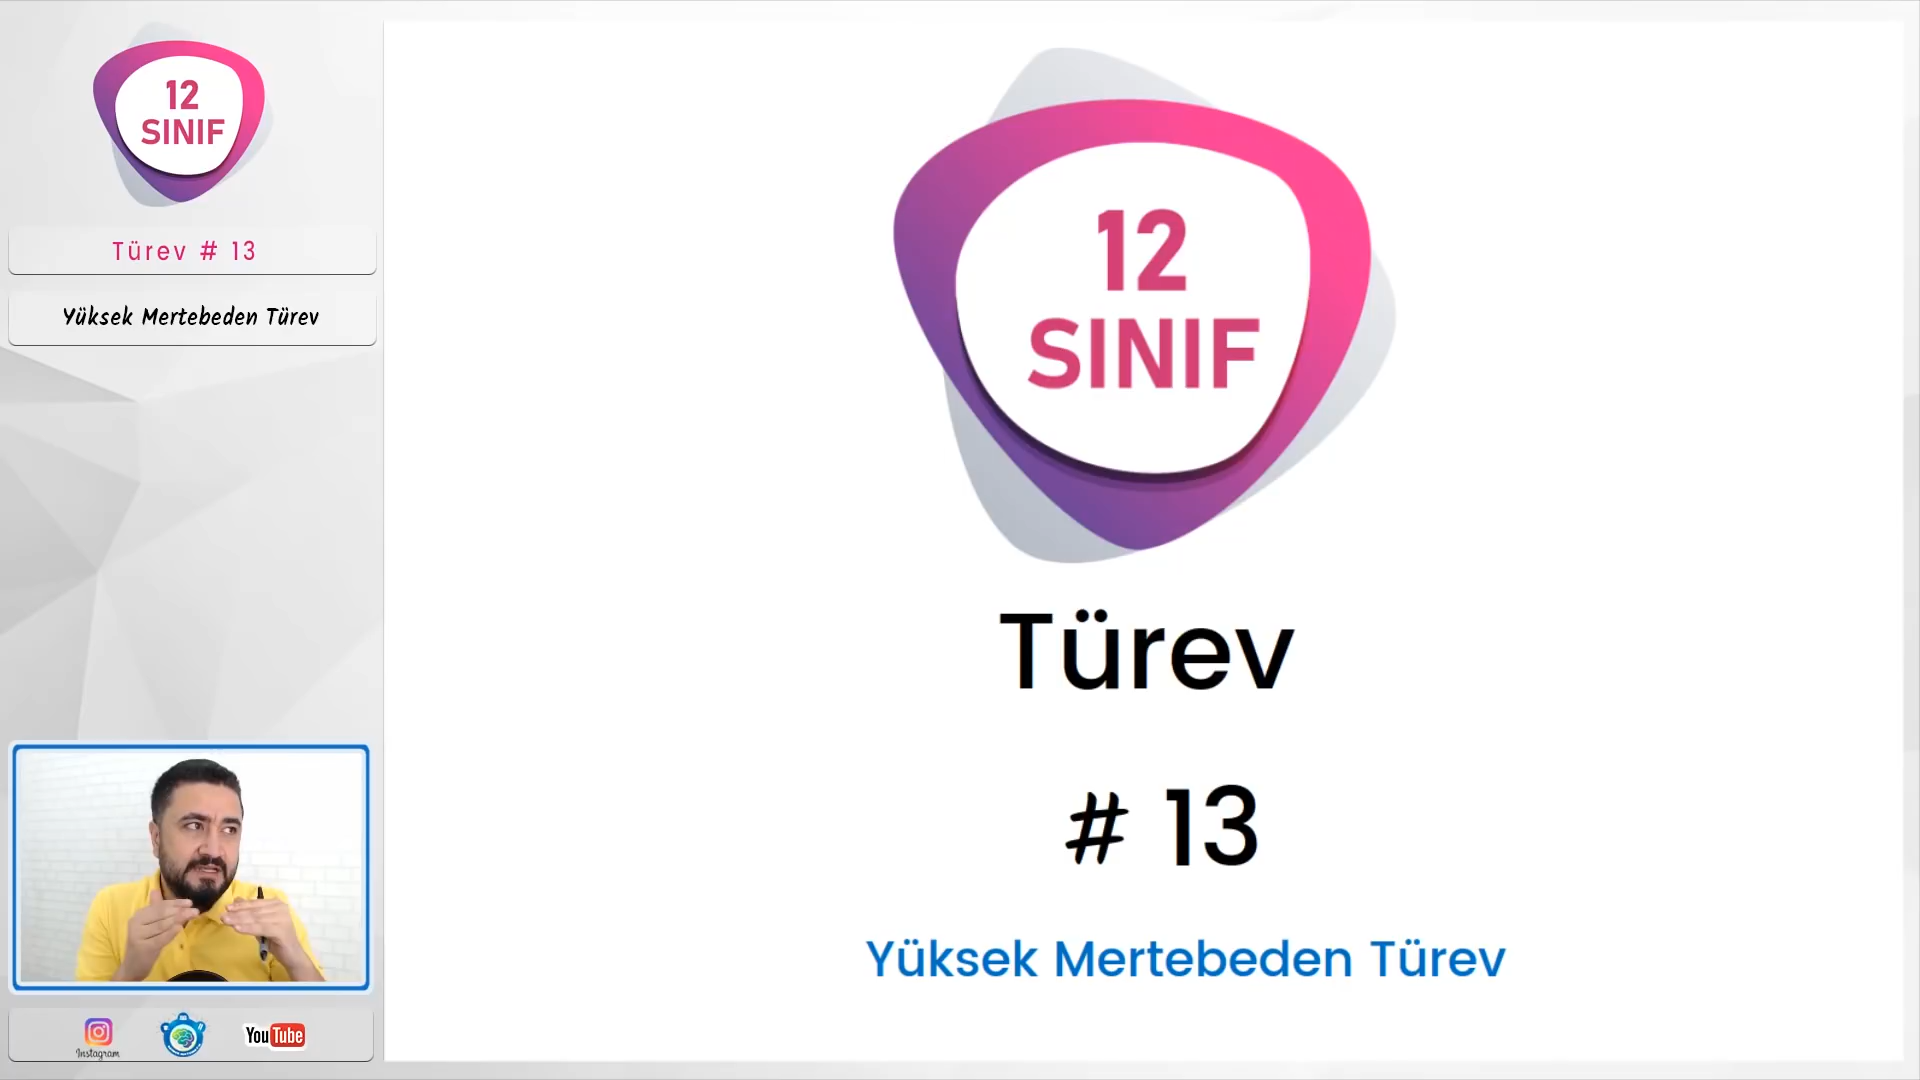 12
SINIF
Türev # 13
Yüksek Mertebeden Türev
12
SINIF
Türev
# 13
Yüksek Mertebeden Türev
Instagram
YouTube